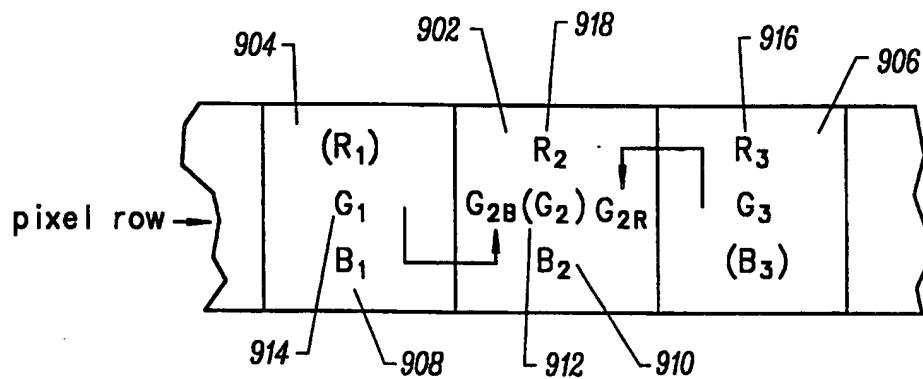 904 902 918 916 906
(R₁) R₂ R₃
pixel row G₁ G₂B (G₂) G₂R G₃
B₁ B₂ (B₃)
914 908 912 910